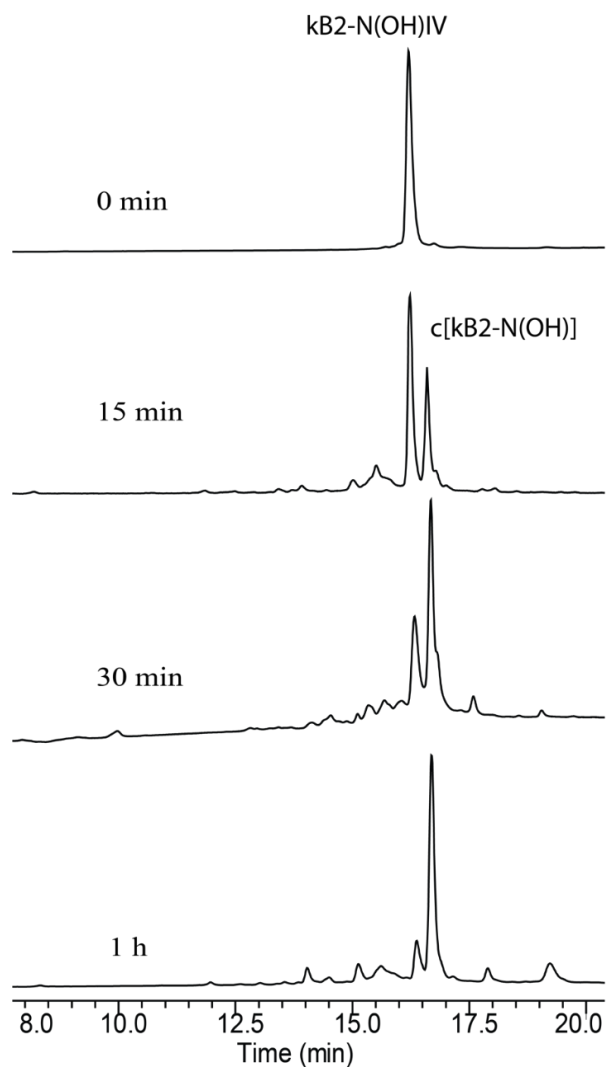 kB2-N(OH)IV
0 min
c[kB2-N(OH)]
15 min
30 min
1 h
8.0 10.0 12.5 15.0 17.5 20.0
Time (min)